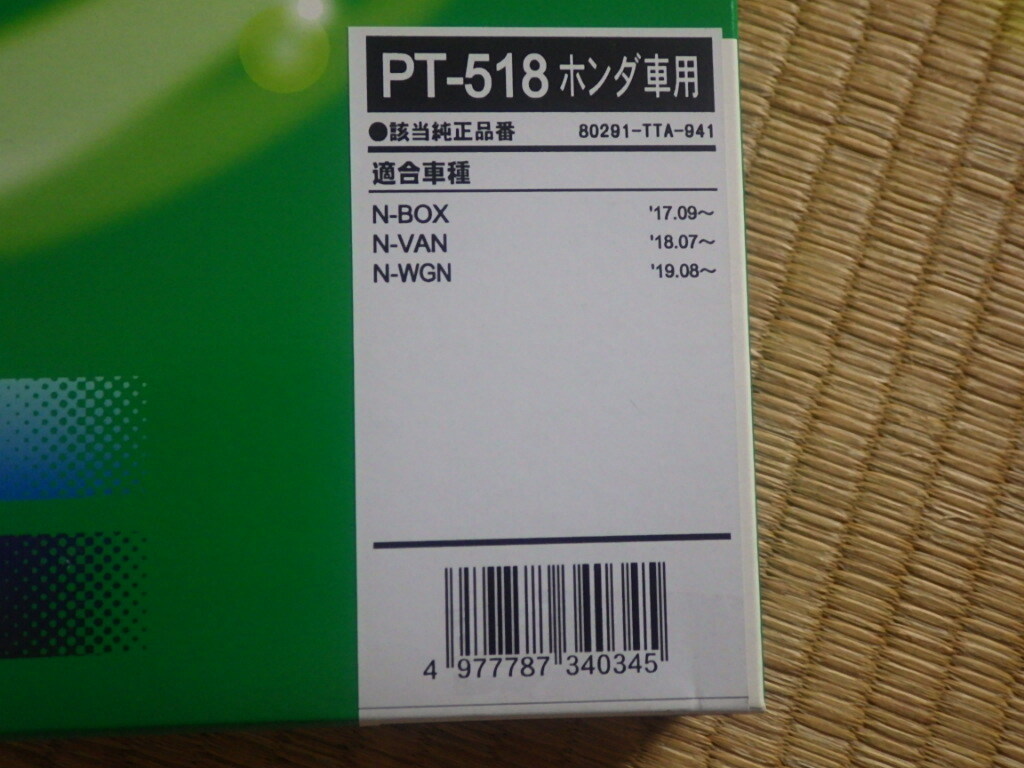 PT-518 ホンダ車用
●該当純正品番 80291-TTA-941
適合車種
N-BOX '17.09～
N-VAN '18.07～
N-WGN '19.08～
4 977787 340345